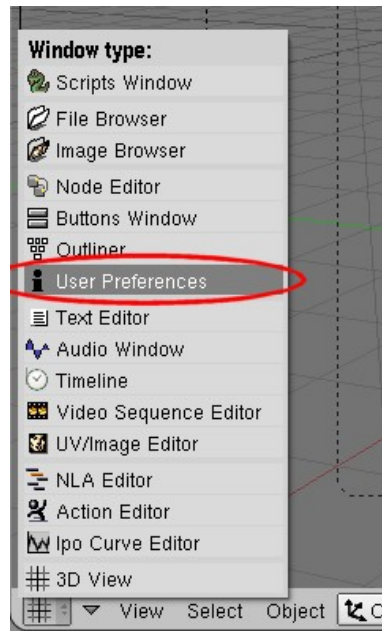 Window type:
Scripts Window
File Browser
Image Browser
Node Editor
Buttons Window
Outliner
User Preferences
Text Editor
Audio Window
Timeline
Video Sequence Editor
UV/Image Editor
NLA Editor
Action Editor
Ipo Curve Editor
3D View
View Select Object